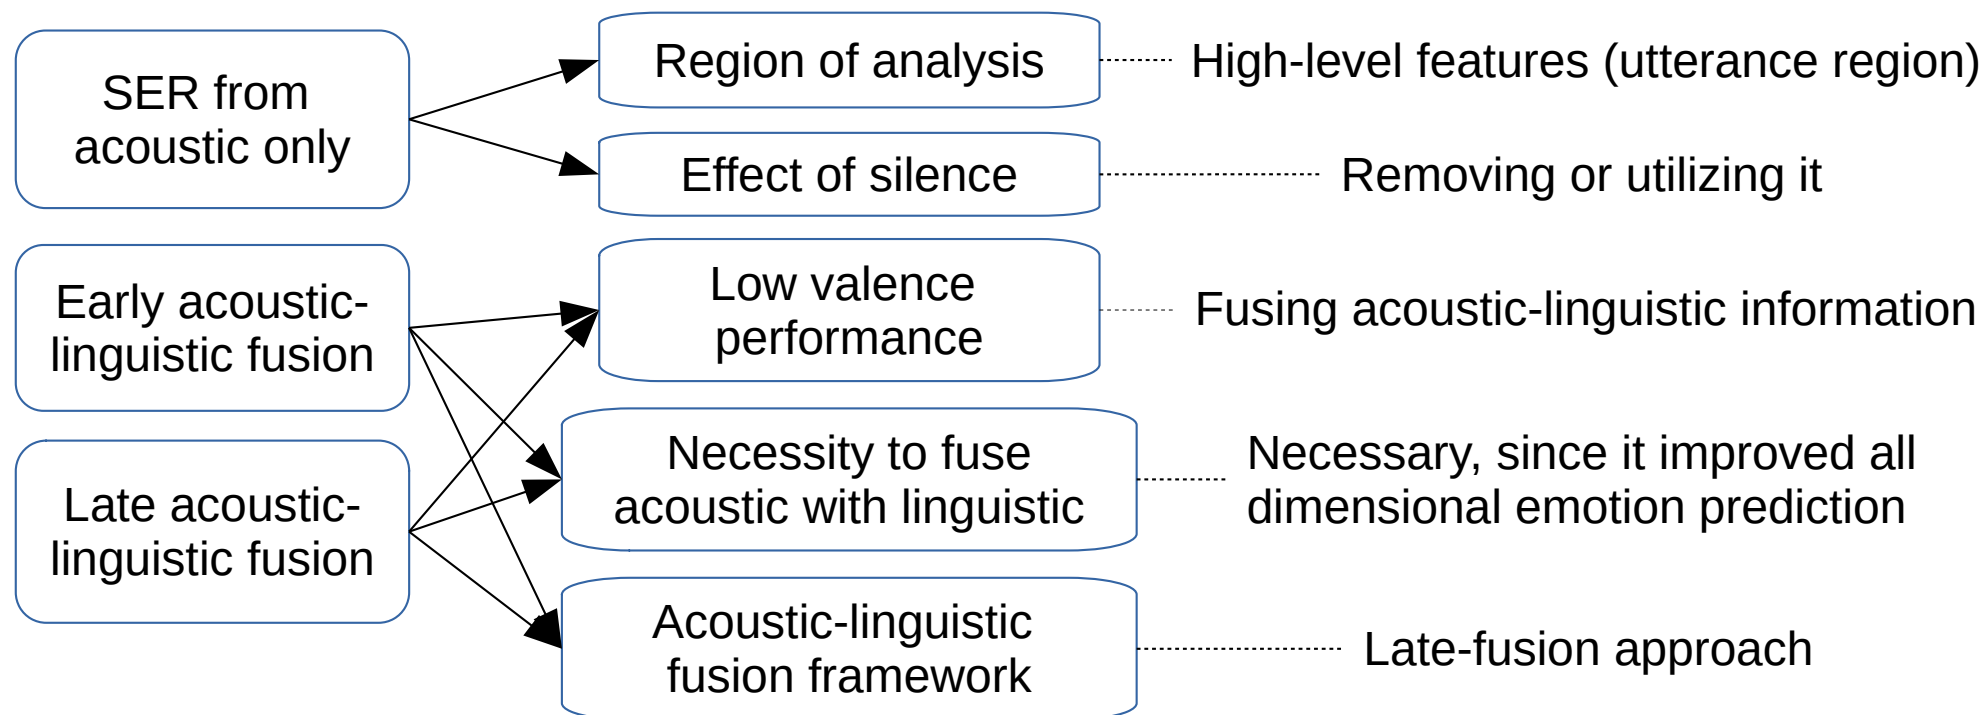 SER from
acoustic only
Region of analysis
High-level features (utterance region)
Effect of silence
Removing or utilizing it
Early acoustic-
linguistic fusion
Low valence
performance
Fusing acoustic-linguistic information
Late acoustic-
linguistic fusion
Necessity to fuse
acoustic with linguistic
Necessary, since it improved all
dimensional emotion prediction
Acoustic-linguistic
fusion framework
Late-fusion approach